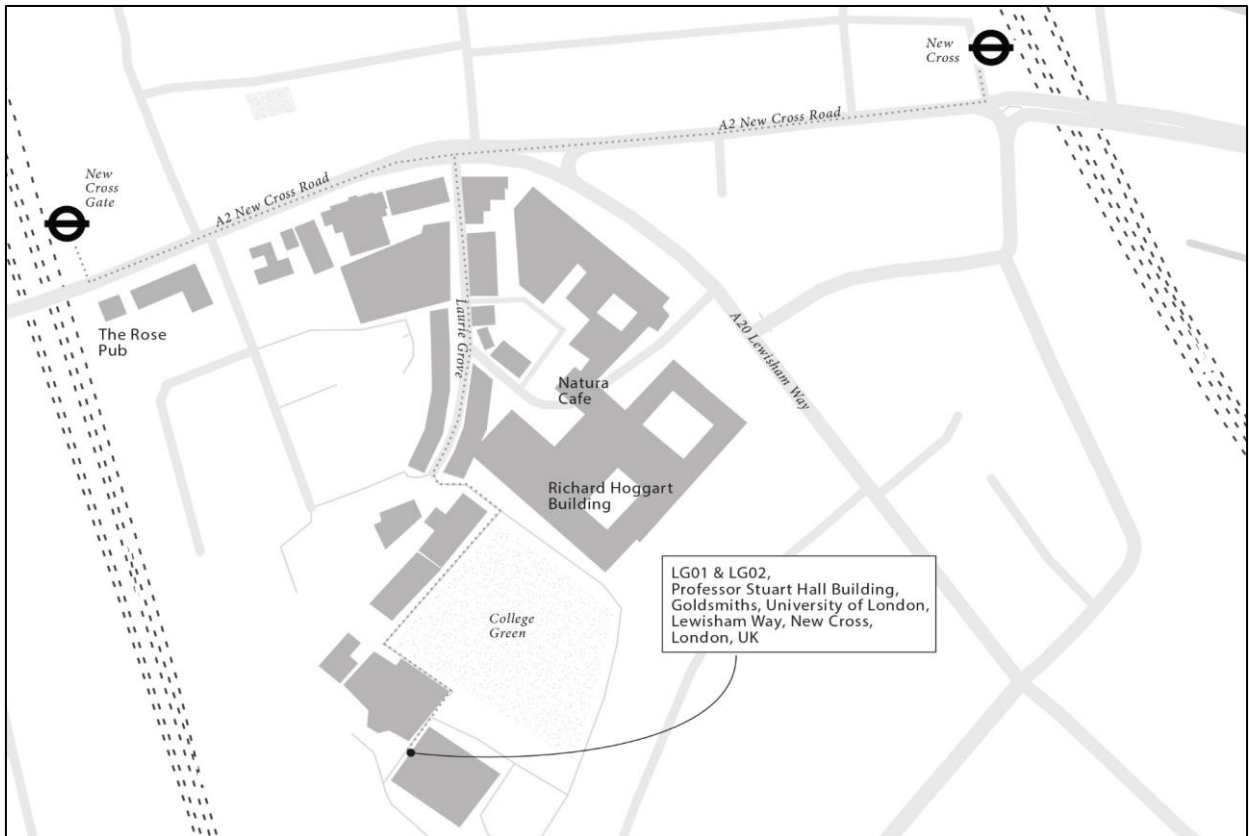 New
Cross
A2 New Cross Road
New
Cross
Gate
A2 New Cross Road
The Rose
Pub
Laurie Grove
A20 Lewisham Way
Natura
Cafe
Richard Hoggart
Building
LG01 & LG02,
Professor Stuart Hall Building,
Goldsmiths, University of London,
Lewisham Way, New Cross,
London, UK
College
Green